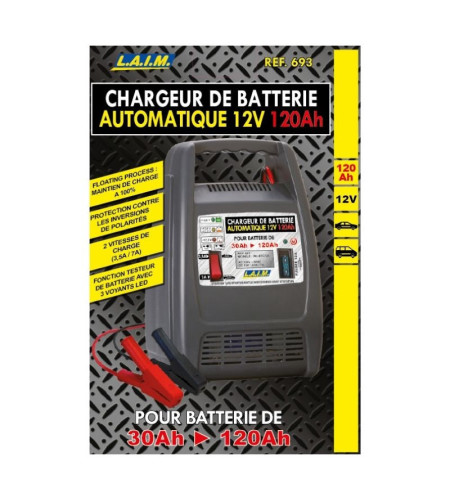 L.A.I.M.
REF. 693
CHARGEUR DE BATTERIE
AUTOMATIQUE 12V 120Ah
120
Ah
12V
FLOATING PROCESS :
MAINTIEN DE CHARGE
A 100%
PROTECTION CONTRE
LES INVERSIONS
DE POLARITÉS
2 VITESSES DE
CHARGE
(3,5A / 7A)
FONCTION TESTEUR
DE BATTERIE AVEC
3 VOYANTS LED
CHARGEUR DE BATTERIE
AUTOMATIQUE 12V 120Ah
POUR BATTERIE DE
30Ah ► 120Ah
L.A.I.M.
POUR BATTERIE DE
30Ah ► 120Ah